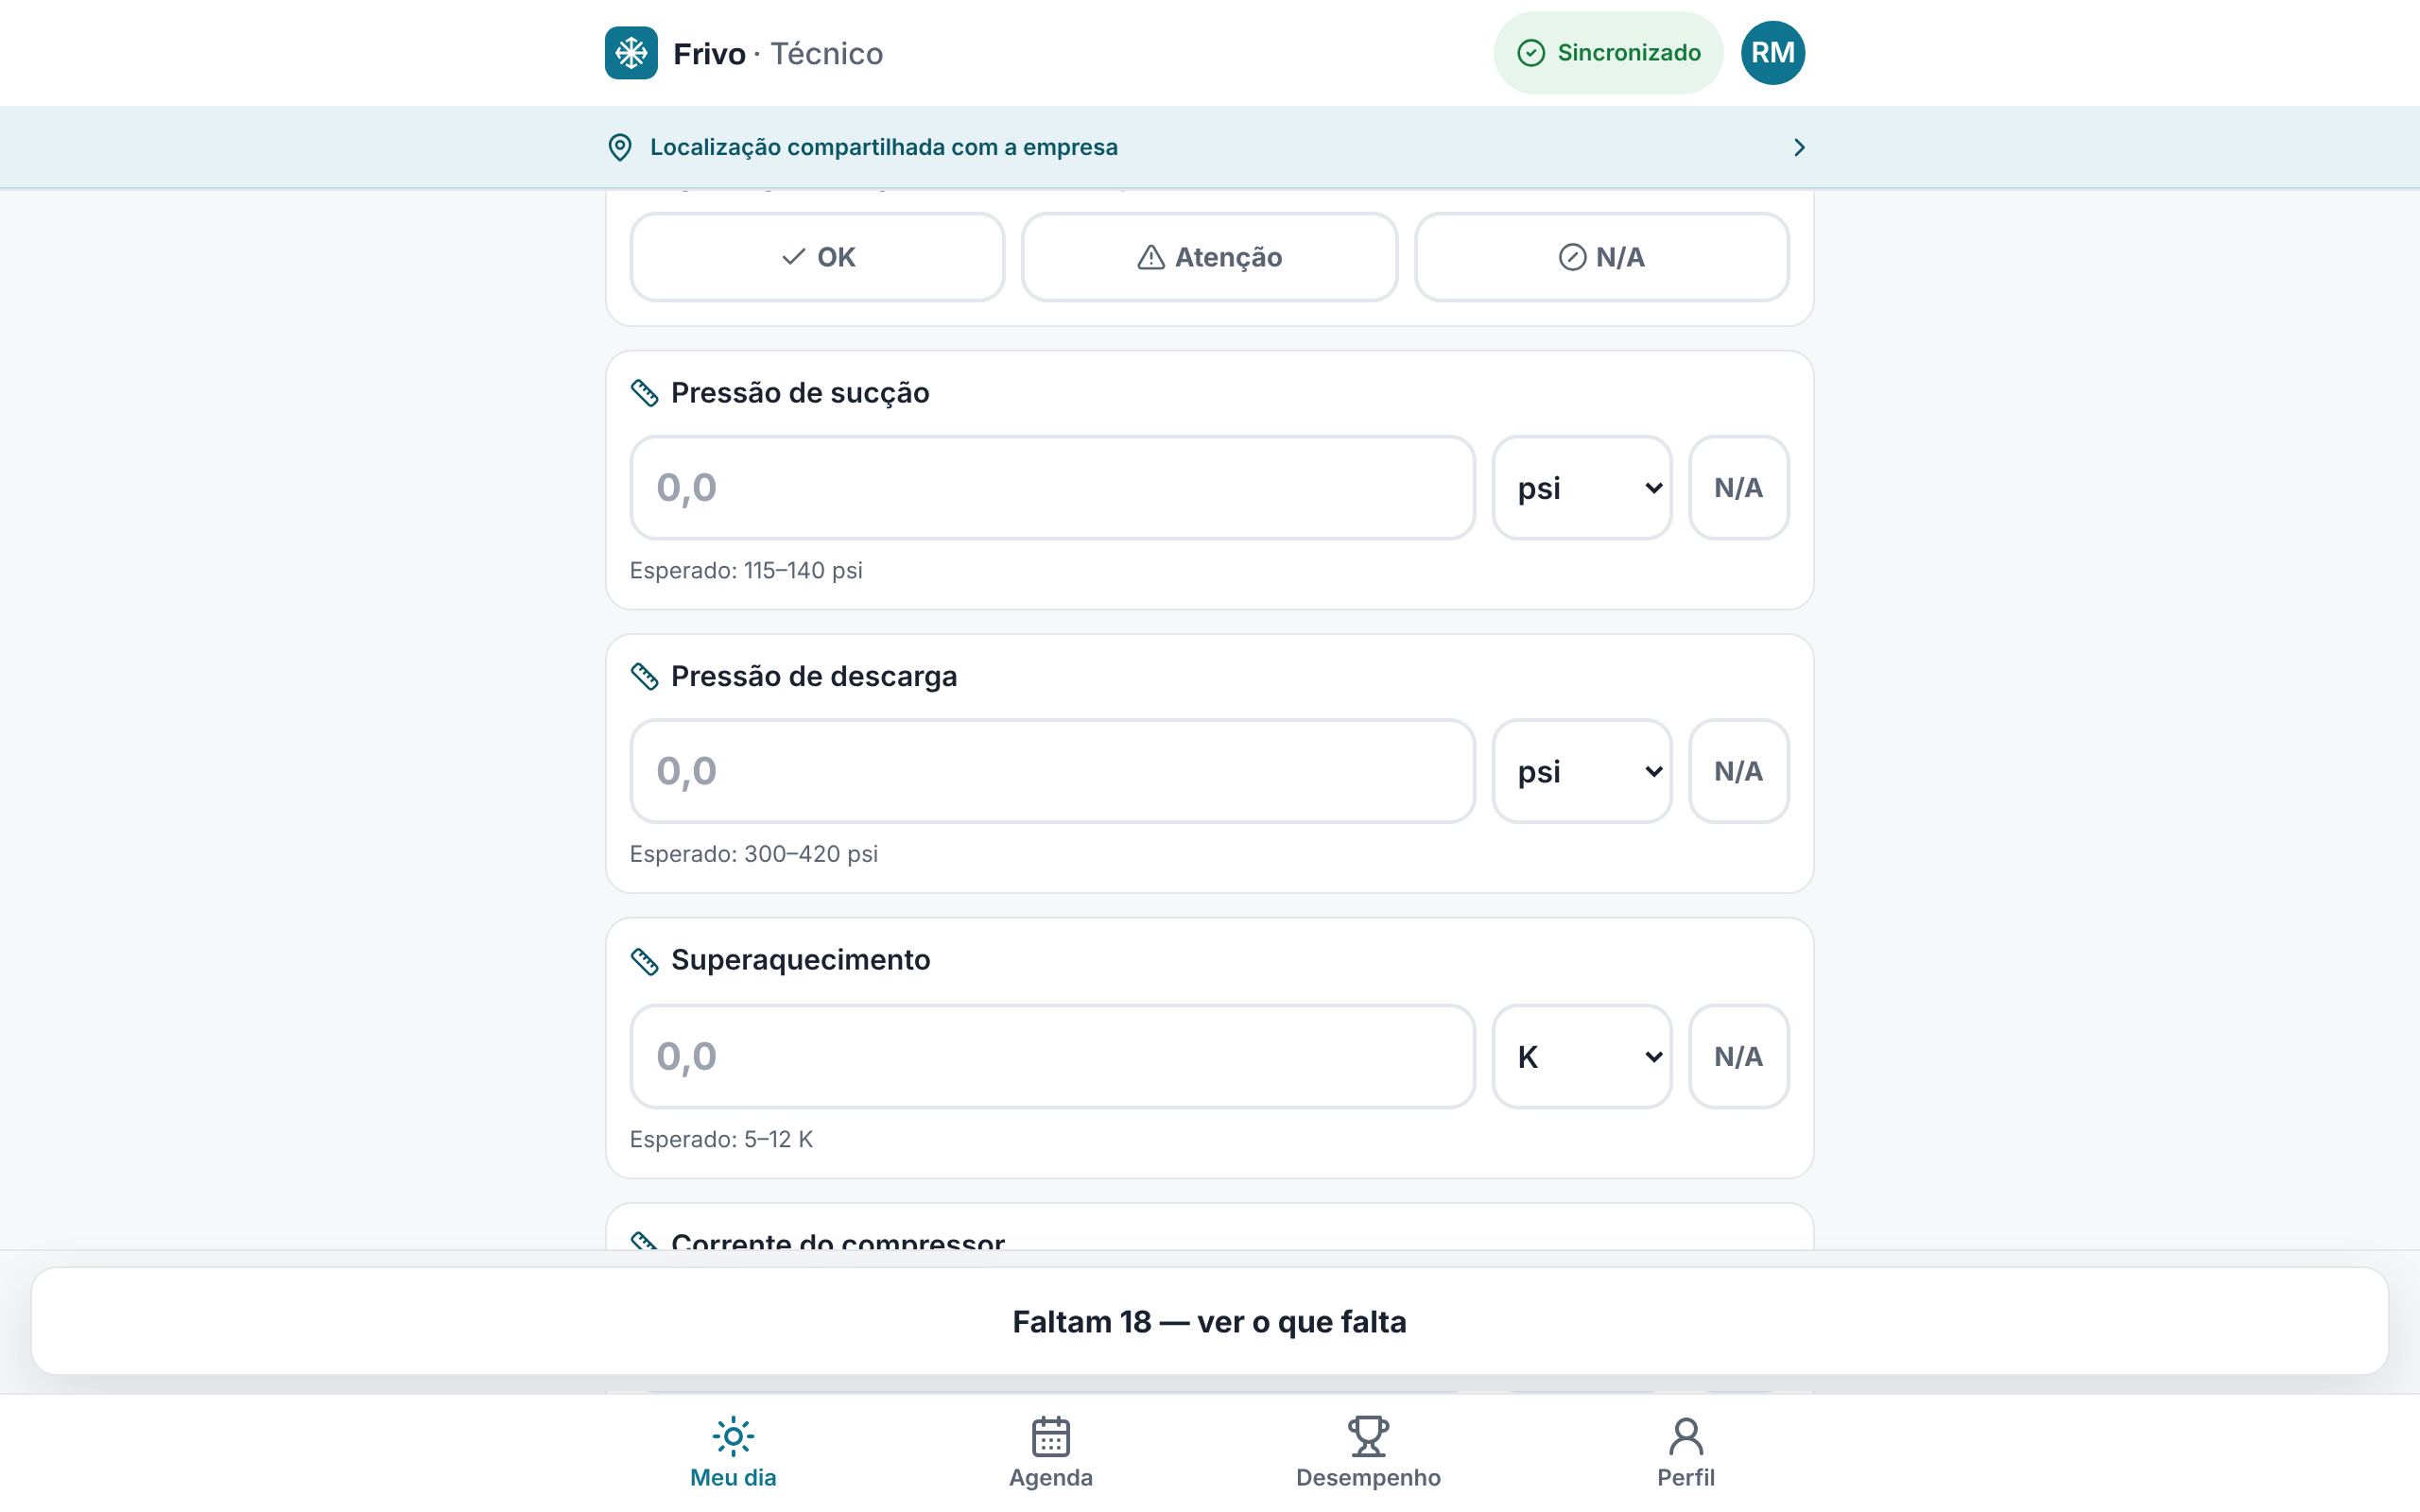 Frivo · Técnico
Sincronizado
RM
Localização compartilhada com a empresa
OK
Atenção
N/A
Pressão de sucção
0,0
psi
N/A
Esperado: 115–140 psi
Pressão de descarga
0,0
psi
N/A
Esperado: 300–420 psi
Superaquecimento
0,0
K
N/A
Esperado: 5–12 K
Corrente do compressor
Faltam 18 — ver o que falta
Meu dia
Agenda
Desempenho
Perfil